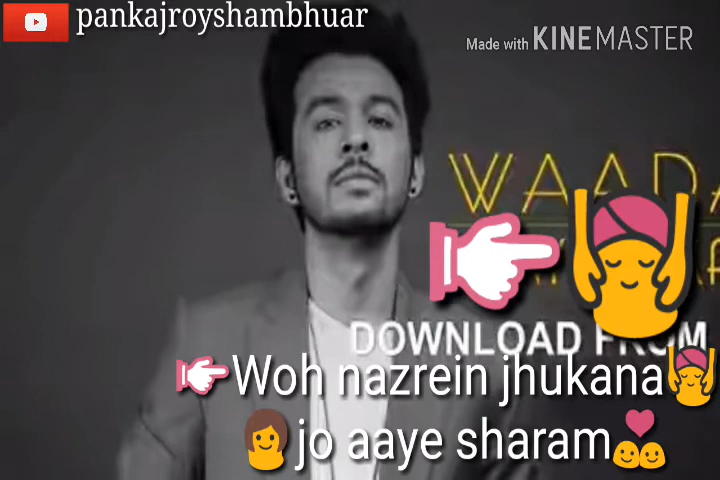 pankajroyshambhuar
Made with KINEMASTER
WAADA
DOWNLOAD FROM
Woh nazrein jhukana
jo aaye sharam